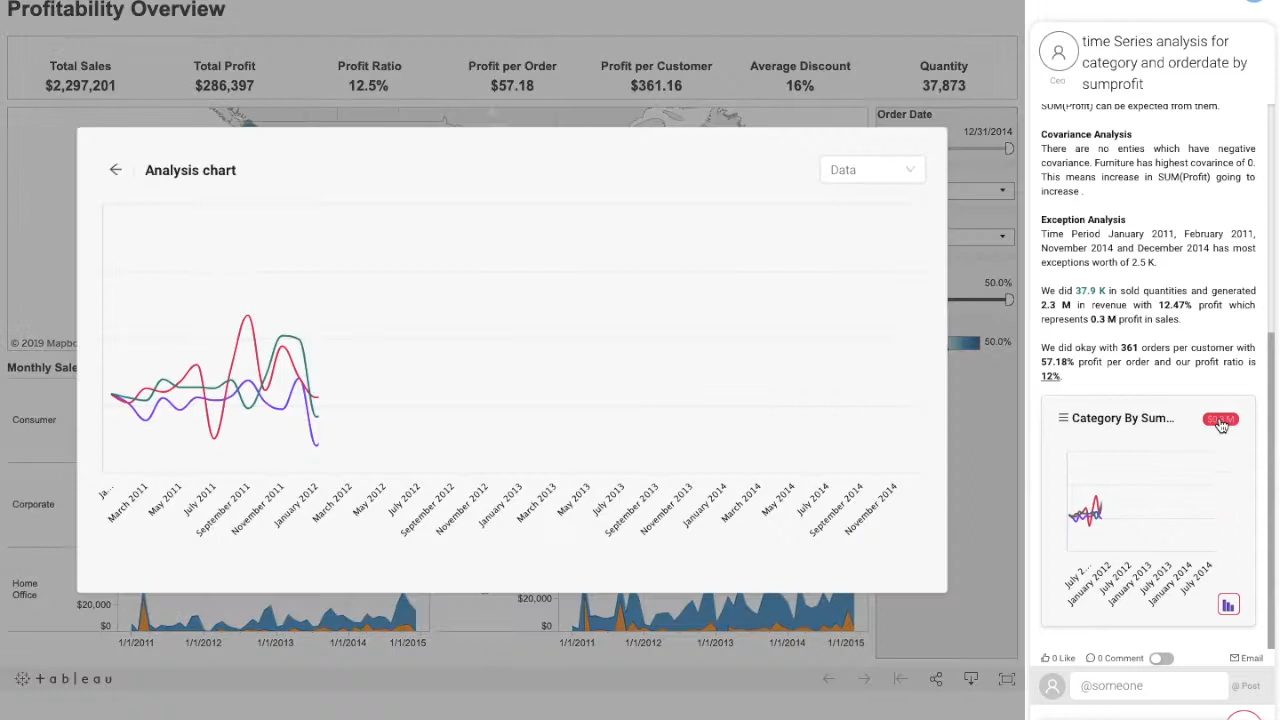 Profitability Overview
Total Sales
$2,297,201
Total Profit
$286,397
Profit Ratio
12.5%
Profit per Order
$57.18
Profit per Customer
$361.16
Average Discount
16%
Quantity
37,873
Order Date
12/31/2014
50.0%
50.0%
© 2019 Mapbo
Monthly Sale
Consumer
Corporate
Home
Office
$20,000
$0
1/1/2011
1/1/2012
1/1/2013
1/1/2014
1/1/2015
$20,000
$0
1/1/2011
1/1/2012
1/1/2013
1/1/2014
1/1/2015
+ a b l e a u
Analysis chart
Data
Ja...
March 2011
May 2011
July 2011
September 2011
November 2011
January 2012
March 2012
May 2012
July 2012
September 2012
November 2012
January 2013
March 2013
May 2013
July 2013
September 2013
November 2013
January 2014
March 2014
May 2014
July 2014
September 2014
November 2014
Ceo
time Series analysis for
category and orderdate by
sumprofit
SUM(Profit) can be expected from them.
Covariance Analysis
There are no enties which have negative
covariance. Furniture has highest covarince of 0.
This means increase in SUM(Profit) going to
increase .
Exception Analysis
Time Period January 2011, February 2011,
November 2014 and December 2014 has most
exceptions worth of 2.5 K.
We did 37.9 K in sold quantities and generated
2.3 M in revenue with 12.47% profit which
represents 0.3 M profit in sales.
We did okay with 361 orders per customer with
57.18% profit per order and our profit ratio is
12%.
Category By Sum...
$0.3 M
July 2...
January 2012
July 2012
January 2013
July 2013
January 2014
July 2014
0 Like
0 Comment
Email
@someone
@ Post